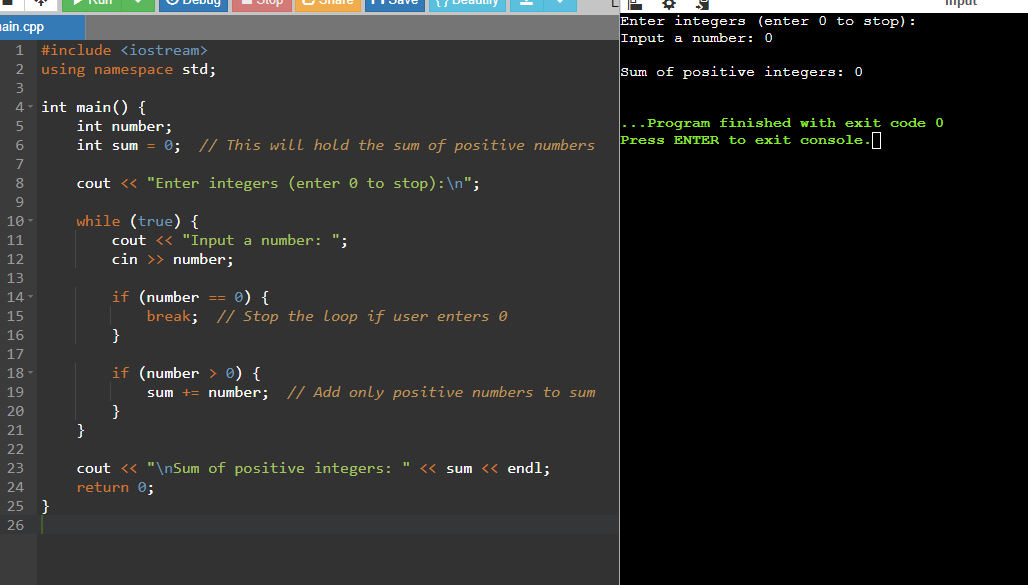 Run Debug Stop Share Save {} Beautify
main.cpp
input
1 #include <iostream>
2 using namespace std;
3
4 int main() {
5 int number;
6 int sum = 0; // This will hold the sum of positive numbers
7
8 cout << "Enter integers (enter 0 to stop):\n";
9
10 while (true) {
11 cout << "Input a number: ";
12 cin >> number;
13
14 if (number == 0) {
15 break; // Stop the loop if user enters 0
16 }
17
18 if (number > 0) {
19 sum += number; // Add only positive numbers to sum
20 }
21 }
22
23 cout << "\nSum of positive integers: " << sum << endl;
24 return 0;
25 }
26
Enter integers (enter 0 to stop):
Input a number: 0
Sum of positive integers: 0
...Program finished with exit code 0
Press ENTER to exit console.